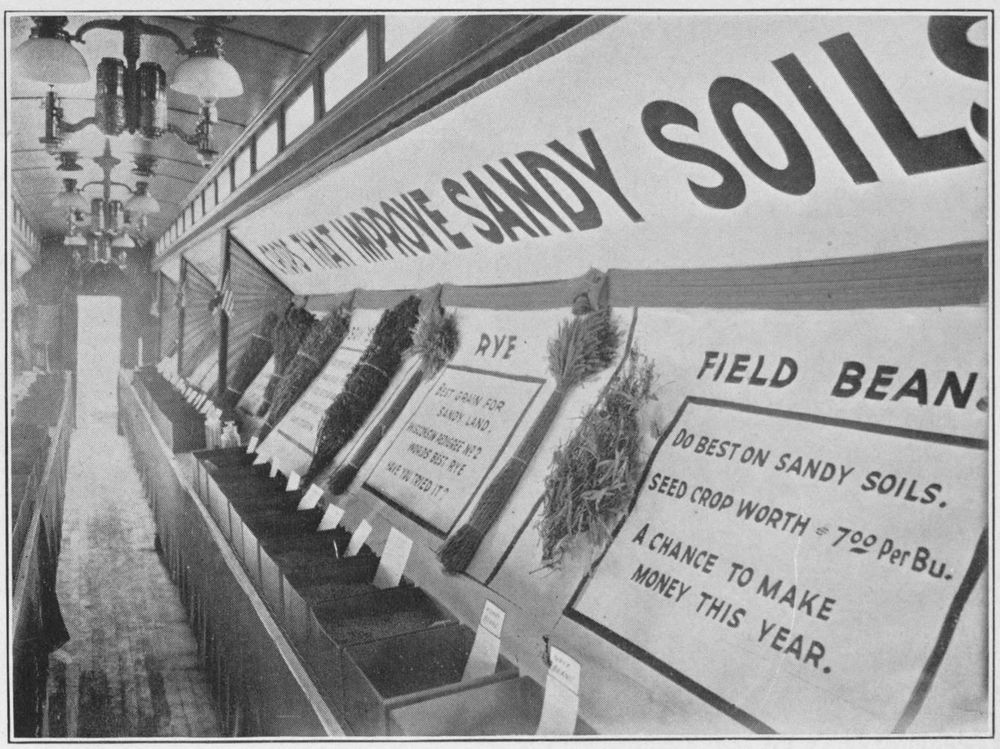 THAT IMPROVE SANDY SOILS
RYE
BEST GRAIN FOR
SANDY LAND.
WISCONSIN PEDIGREE No 2
WORLDS BEST RYE
HAVE YOU TRIED IT?
FIELD BEANS
DO BEST ON SANDY SOILS.
SEED CROP WORTH = 7.00 Per Bu.
A CHANCE TO MAKE
MONEY THIS YEAR.